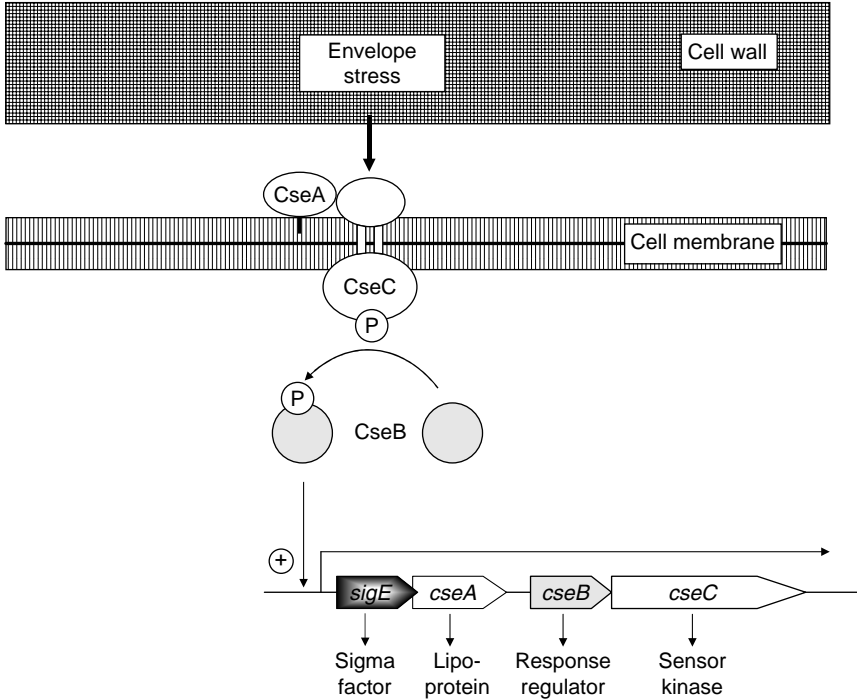 Envelope
stress
Cell wall
CseA
Cell membrane
CseC
P
P
CseB
+
sigE
cseA
cseB
cseC
Sigma
factor
Lipo-
protein
Response
regulator
Sensor
kinase